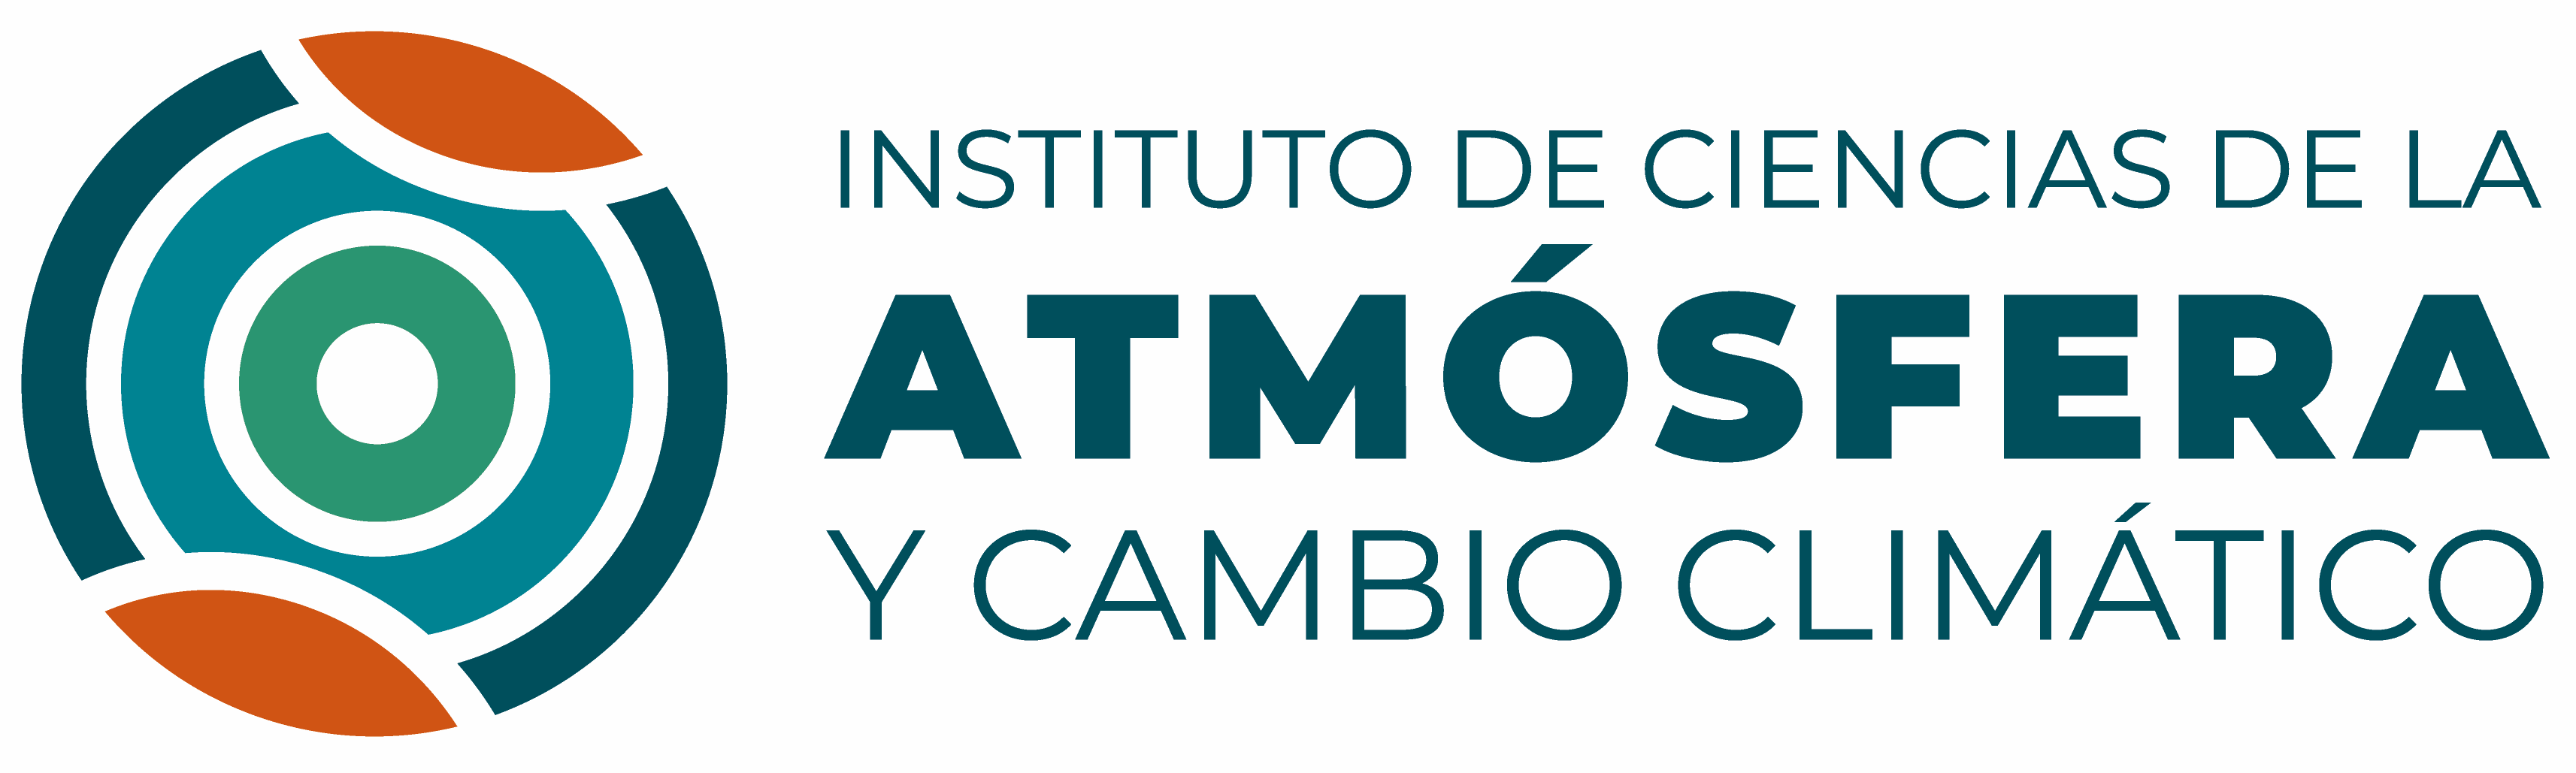 INSTITUTO DE CIENCIAS DE LA
ATMÓSFERA
Y CAMBIO CLIMÁTICO